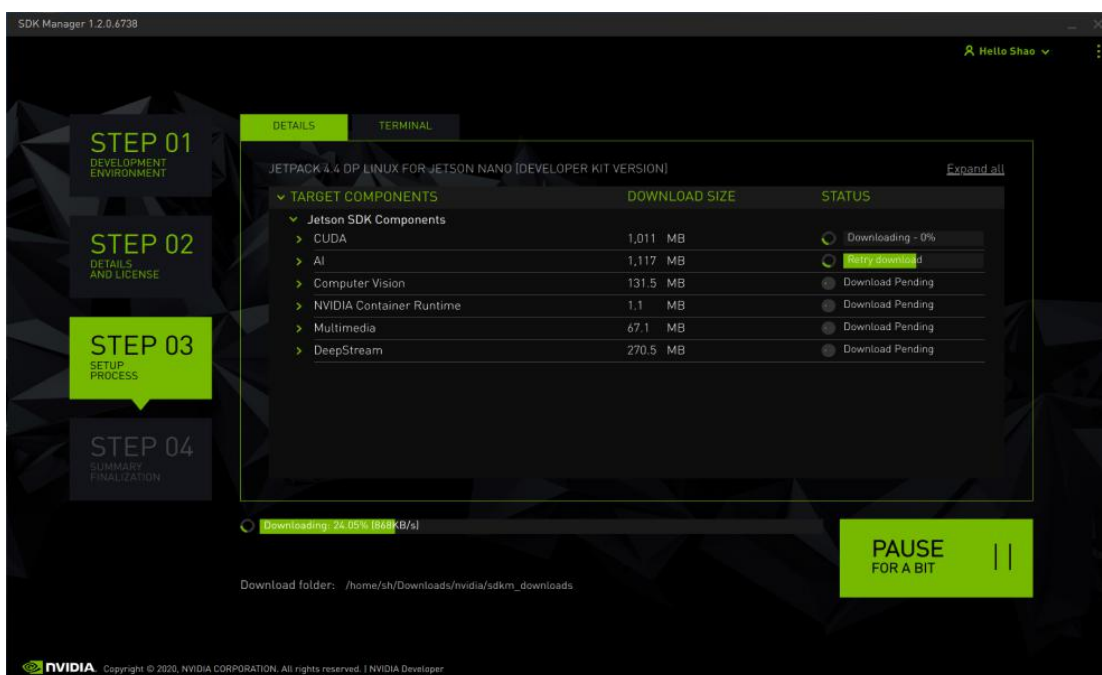 SDK Manager 1.2.0.6738
Hello Shao
STEP 01
DEVELOPMENT
ENVIRONMENT
STEP 02
DETAILS
AND LICENSE
STEP 03
SETUP
PROCESS
STEP 04
SUMMARY
FINALIZATION
DETAILS TERMINAL
JETPACK 4.4 DP LINUX FOR JETSON NANO (DEVELOPER KIT VERSION) Expand all
TARGET COMPONENTS DOWNLOAD SIZE STATUS
Jetson SDK Components
CUDA 1,011 MB Downloading - 0%
AI 1,117 MB Retry download
Computer Vision 131.5 MB Download Pending
NVIDIA Container Runtime 1.1 MB Download Pending
Multimedia 67.1 MB Download Pending
DeepStream 270.5 MB Download Pending
Downloading: 24.05% (868KB/s)
PAUSE
FOR A BIT
Download folder: /home/sh/Downloads/nvidia/sdkm_downloads
NVIDIA. Copyright © 2020, NVIDIA CORPORATION. All rights reserved. | NVIDIA Developer